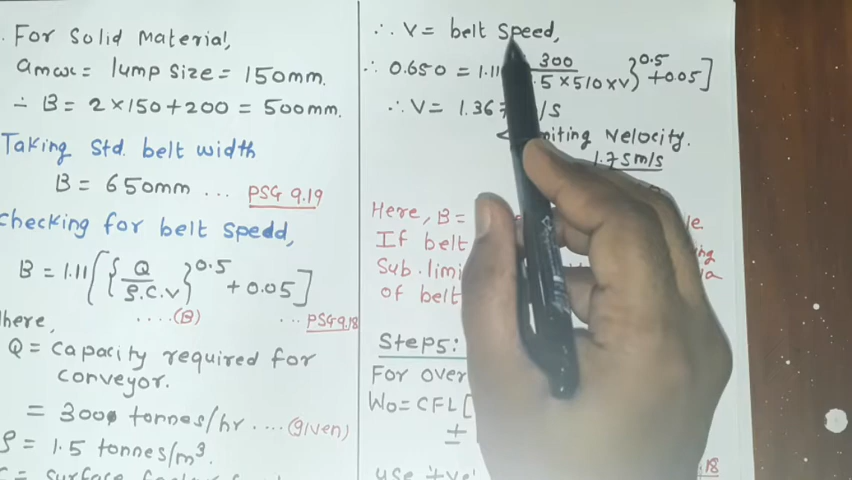 . For Solid Material,
amax = lump size = 150mm.
∴ B = 2×150+200 = 500mm.
Taking Std. belt width
B = 650mm ... PSG 9.19
checking for belt spedd,
B = 1.11 [ { Q / ρ.C.V }^0.5 + 0.05 ]
....(B) ... PSG 9.18
Here,
Q = capacity required for
conveyor.
= 300 tonnes/hr ....(given)
ρ = 1.5 tonnes/m³.
∴ V = belt Speed,
∴ 0.650 = 1.11 300 / .5×510×V }^0.5 +0.05 ]
∴ V = 1.36 /s
Velocity.
1.75m/s
Here, B =
If belt
Sub. limi
of belt
Step5:
For over
Wo = CFL [
±
use '+ve'
.18